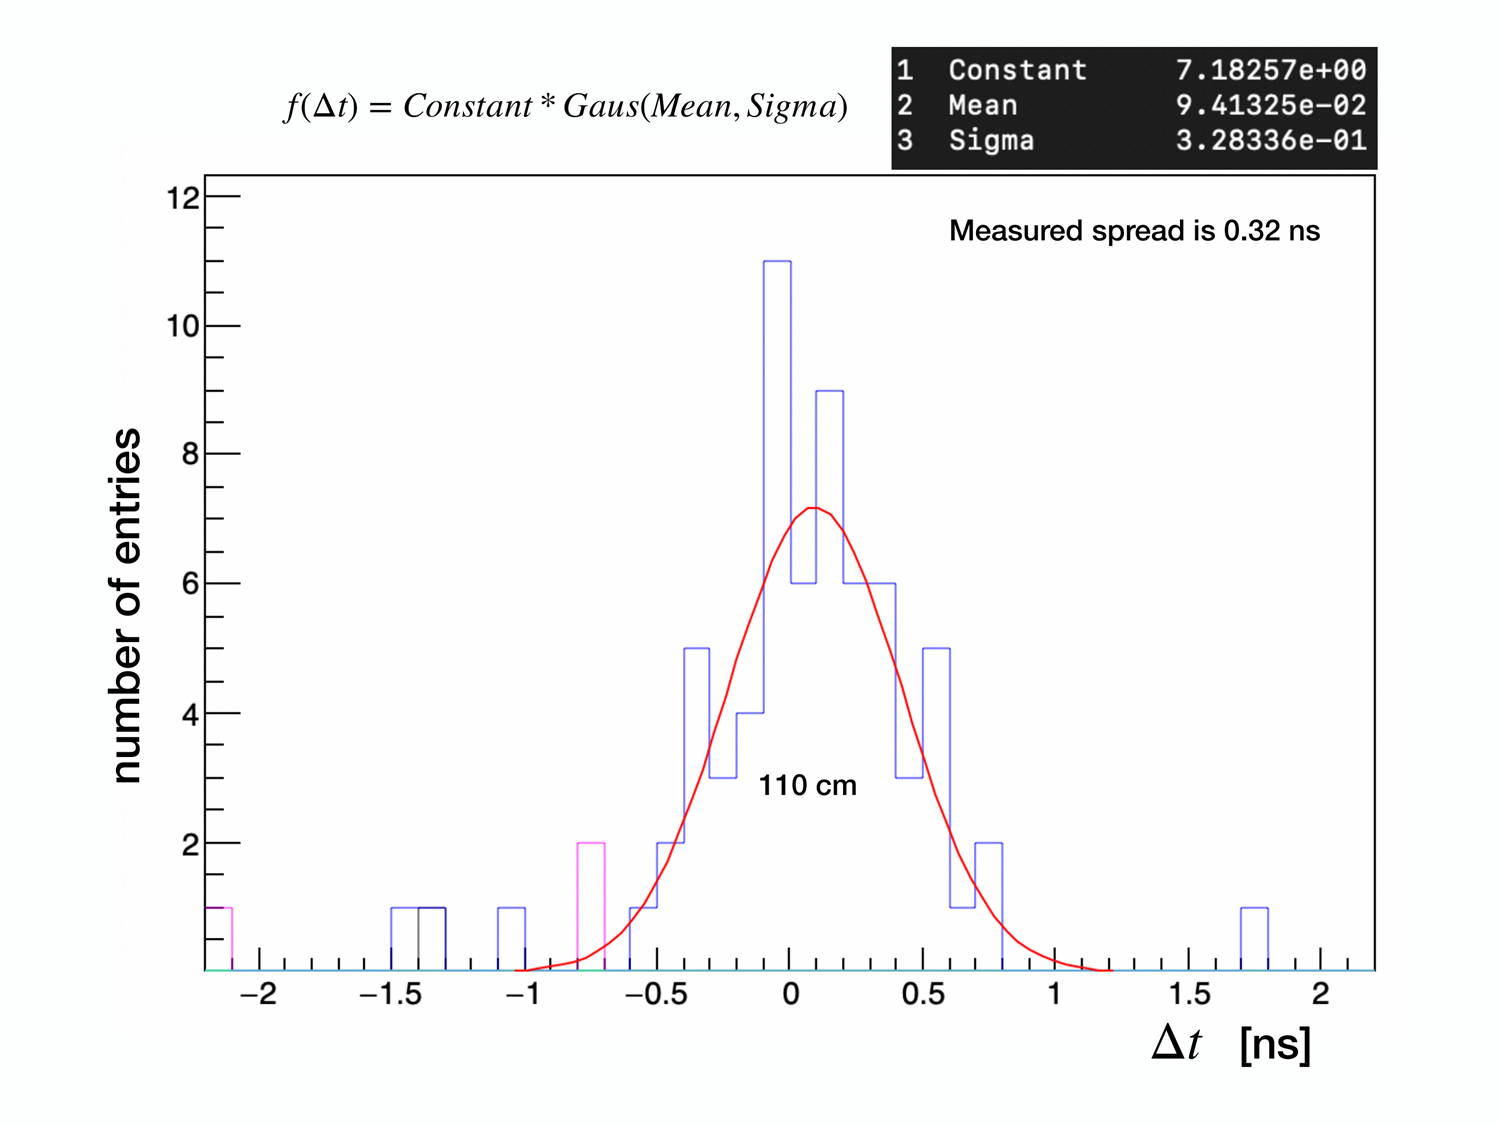 f(Δt) = Constant * Gaus(Mean, Sigma)
1 Constant 7.18257e+00
2 Mean 9.41325e−02
3 Sigma 3.28336e−01
Measured spread is 0.32 ns
12
10
8
6
4
2
number of entries
110 cm
−2 −1.5 −1 −0.5 0 0.5 1 1.5 2
Δt [ns]